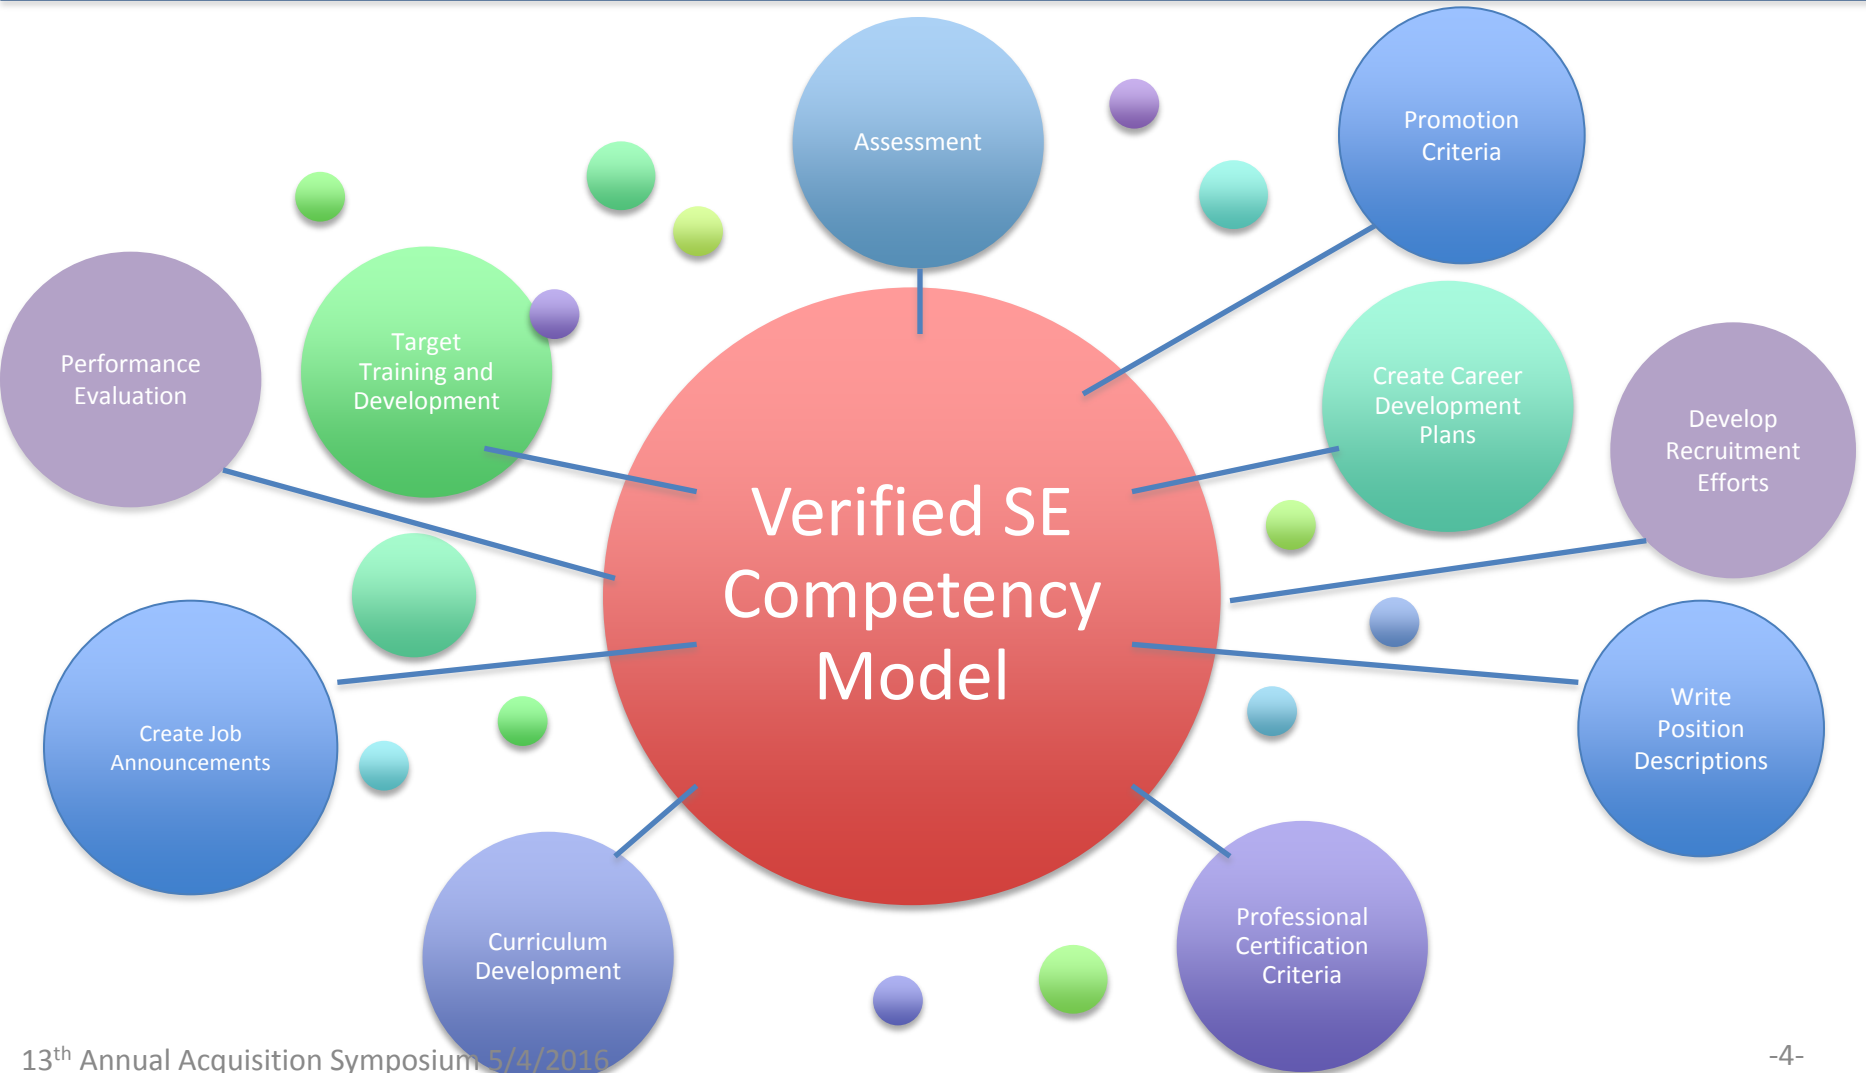 Assessment
Promotion
Criteria
Performance
Evaluation
Target
Training and
Development
Create Career
Development
Plans
Develop
Recruitment
Efforts
Verified SE
Competency
Model
Create Job
Announcements
Write
Position
Descriptions
Curriculum
Development
Professional
Certification
Criteria
13th Annual Acquisition Symposium 5/4/2016
-4-